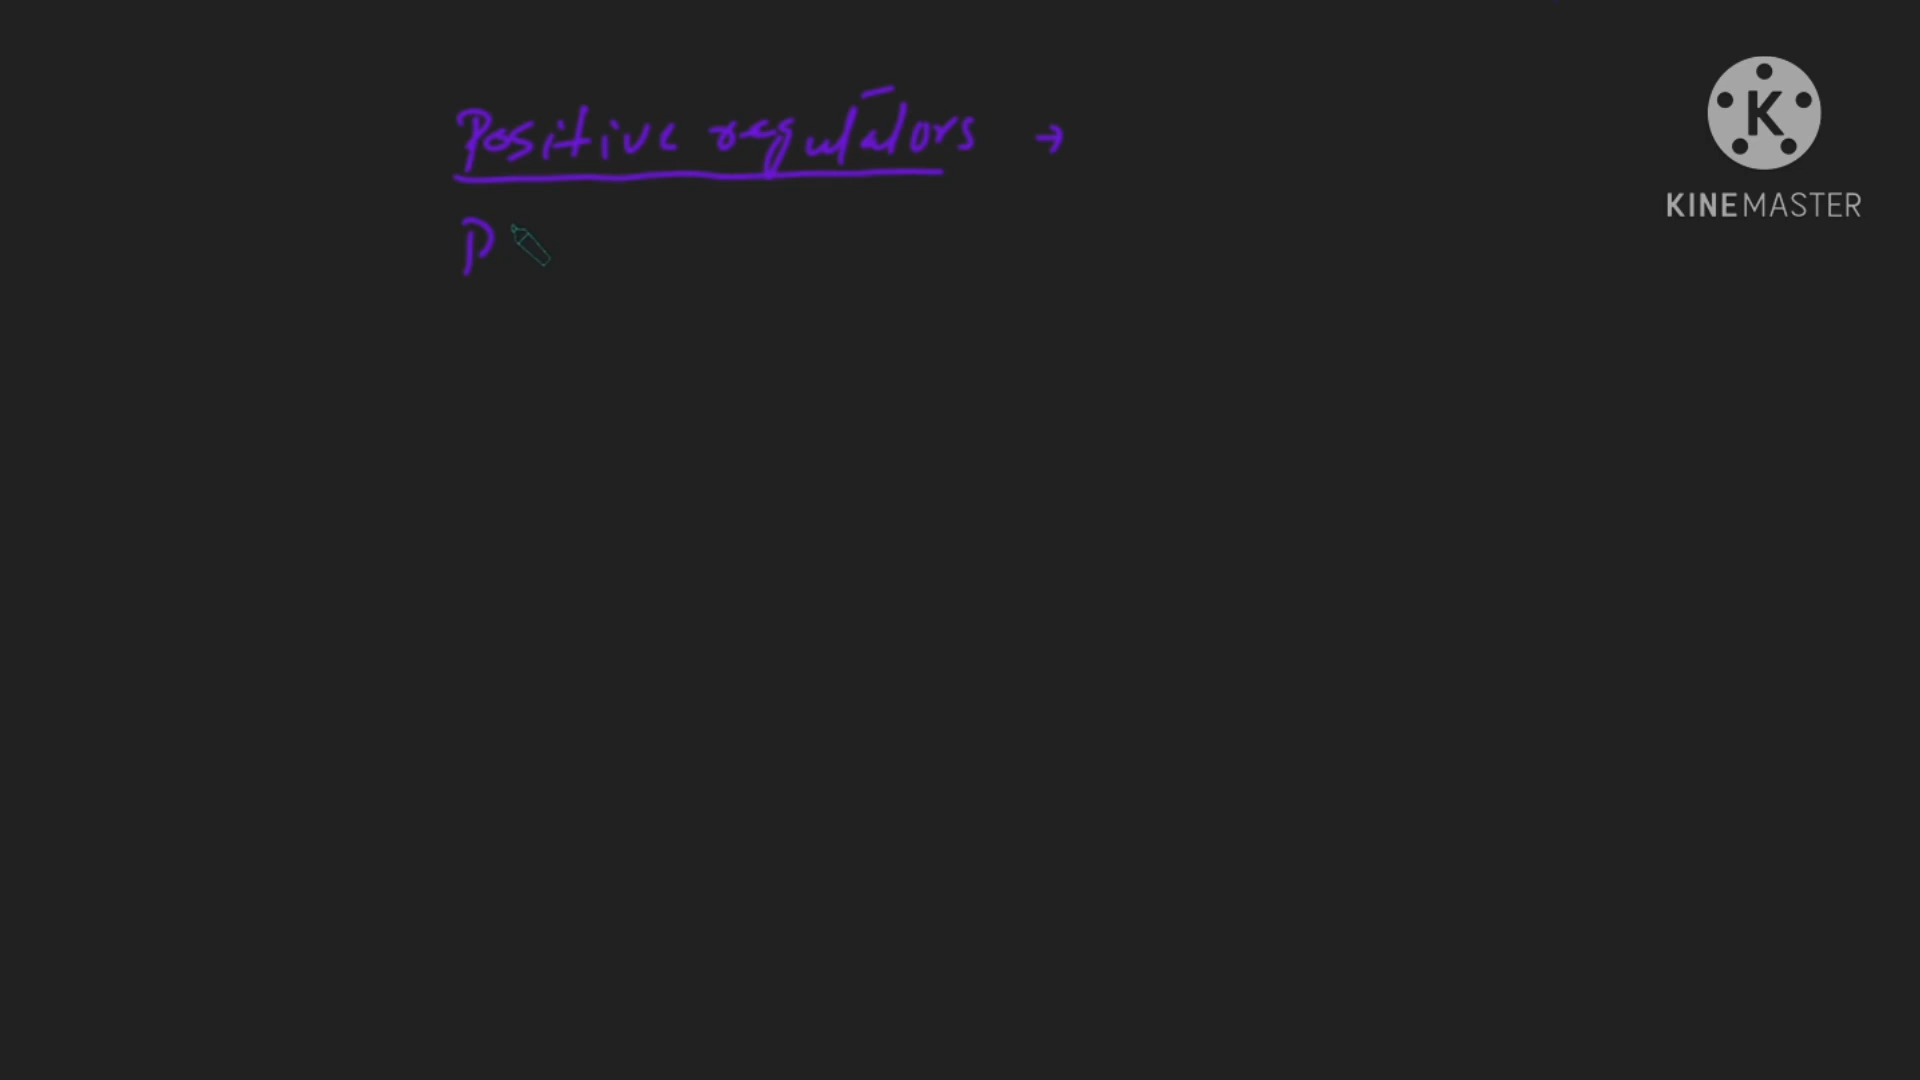 Positive regulators →
P
K
KINEMASTER